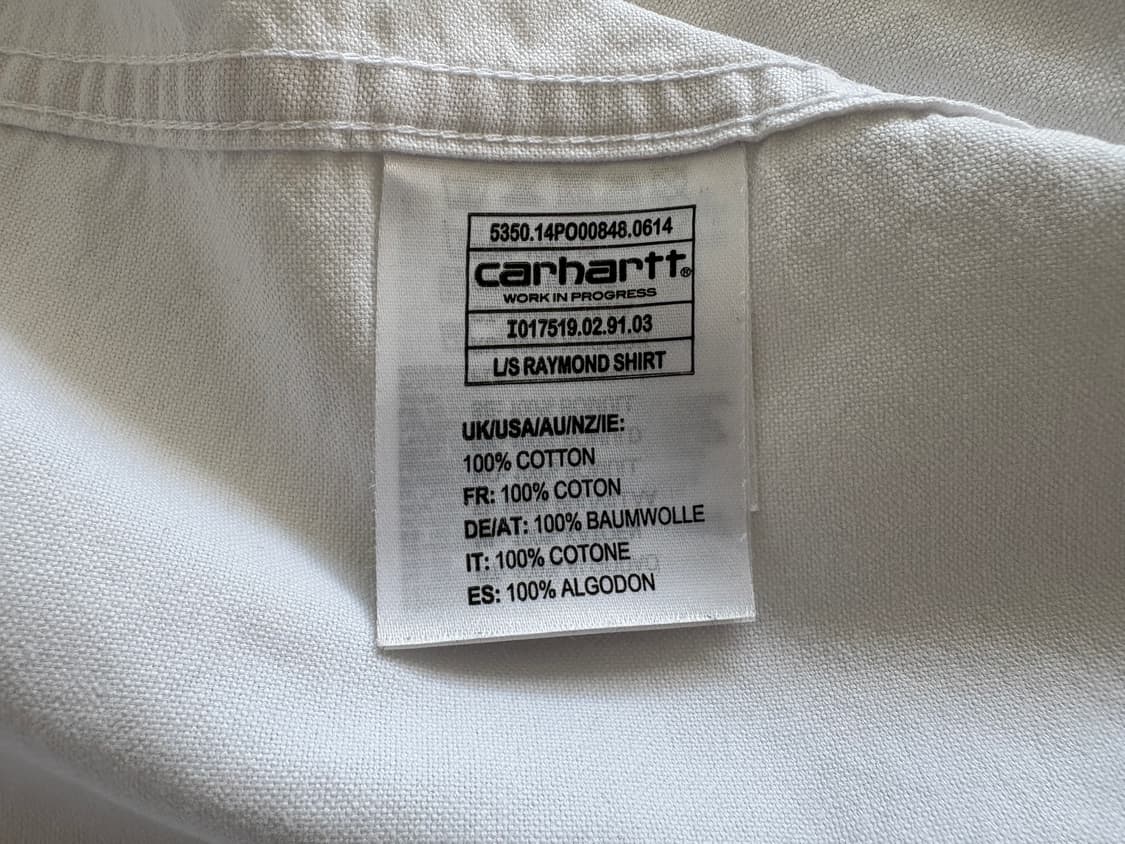 5350.14PO00848.0614
carhartt®
WORK IN PROGRESS
I017519.02.91.03
L/S RAYMOND SHIRT
UK/USA/AU/NZ/IE:
100% COTTON
FR: 100% COTON
DE/AT: 100% BAUMWOLLE
IT: 100% COTONE
ES: 100% ALGODON